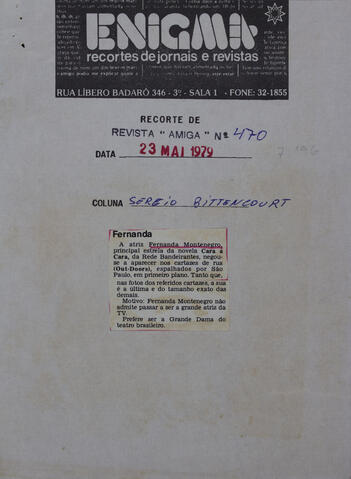 ENIGMA
recortes de jornais e revistas
RUA LÍBERO BADARÓ 346 - 3º - SALA 1 - FONE: 32-1855
RECORTE DE
REVISTA "AMIGA" Nº 470
DATA 23 MAI 1979
COLUNA SERGIO BITTENCOURT
Fernanda
A atriz Fernanda Montenegro,
principal estrela da novela Cara a
Cara, da Rede Bandeirantes, negou-
se a aparecer nos cartazes de rua
(Out-Doors), espalhados por São
Paulo, em primeiro plano. Tanto que,
nas fotos dos referidos cartazes, a sua
é a última e do tamanho exato das
demais.
Motivo: Fernanda Montenegro não
admite passar a ser a grande atriz da
TV.
Prefere ser a Grande Dama do
teatro brasileiro.